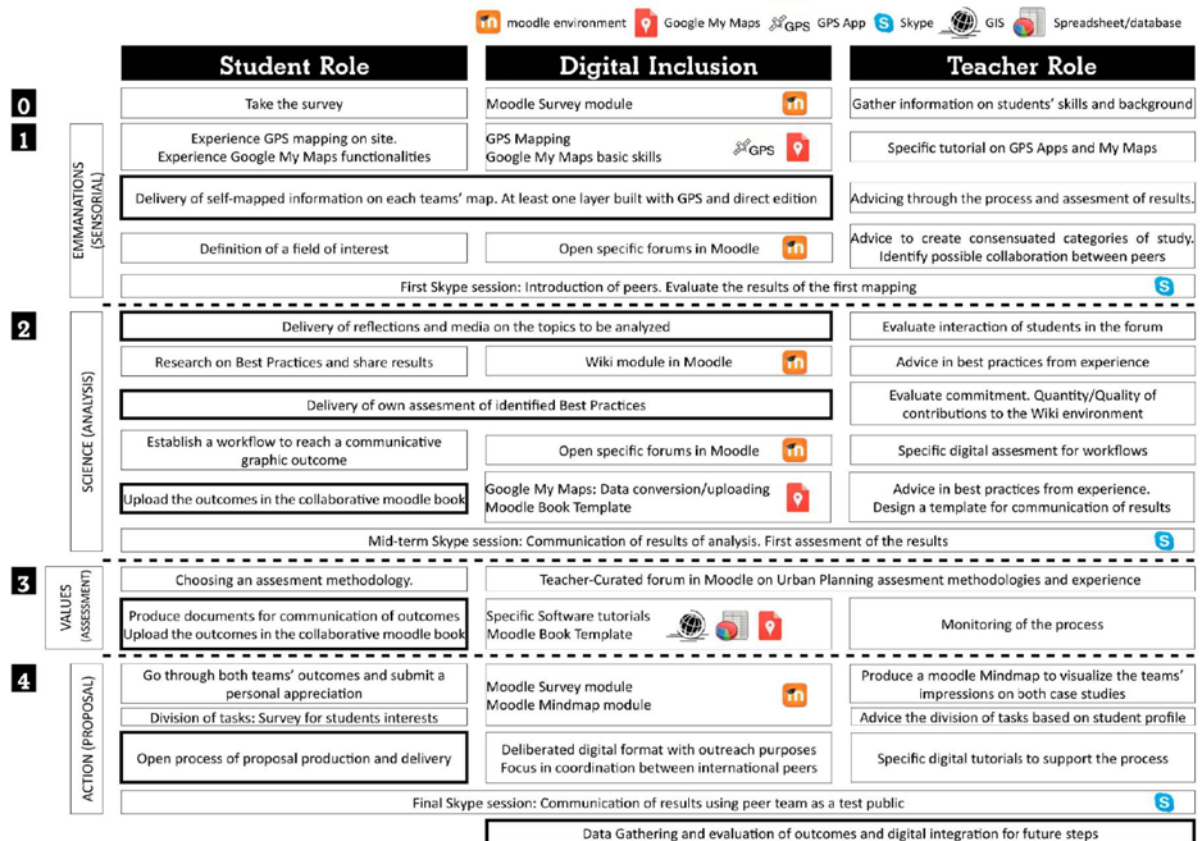 moodle environment Google My Maps GPS GPS App Skype GIS Spreadsheet/database
Student Role Digital Inclusion Teacher Role
0
Take the survey
Moodle Survey module
Gather information on students' skills and background
1
EMMANATIONS
(SENSORIAL)
Experience GPS mapping on site.
Experience Google My Maps functionalities
GPS Mapping
Google My Maps basic skills
GPS
Specific tutorial on GPS Apps and My Maps
Delivery of self-mapped information on each teams' map. At least one layer built with GPS and direct edition
Advicing through the process and assesment of results.
Definition of a field of interest
Open specific forums in Moodle
Advice to create consensuated categories of study.
Identify possible collaboration between peers
First Skype session: Introduction of peers. Evaluate the results of the first mapping
2
SCIENCE (ANALYSIS)
Delivery of reflections and media on the topics to be analyzed
Evaluate interaction of students in the forum
Research on Best Practices and share results
Wiki module in Moodle
Advice in best practices from experience
Delivery of own assesment of identified Best Practices
Evaluate commitment. Quantity/Quality of
contributions to the Wiki environment
Establish a workflow to reach a communicative
graphic outcome
Open specific forums in Moodle
Specific digital assesment for workflows
Upload the outcomes in the collaborative moodle book
Google My Maps: Data conversion/uploading
Moodle Book Template
Advice in best practices from experience.
Design a template for communication of results
Mid-term Skype session: Communication of results of analysis. First assesment of the results
3
VALUES
(ASSESSMENT)
Choosing an assesment methodology.
Teacher-Curated forum in Moodle on Urban Planning assesment methodologies and experience
Produce documents for communication of outcomes
Upload the outcomes in the collaborative moodle book
Specific Software tutorials
Moodle Book Template
Monitoring of the process
4
ACTION (PROPOSAL)
Go through both teams' outcomes and submit a
personal appreciation
Moodle Survey module
Moodle Mindmap module
Produce a moodle Mindmap to visualize the teams'
impressions on both case studies
Division of tasks: Survey for students interests
Advice the division of tasks based on student profile
Open process of proposal production and delivery
Deliberated digital format with outreach purposes
Focus in coordination between international peers
Specific digital tutorials to support the process
Final Skype session: Communication of results using peer team as a test public
Data Gathering and evaluation of outcomes and digital integration for future steps